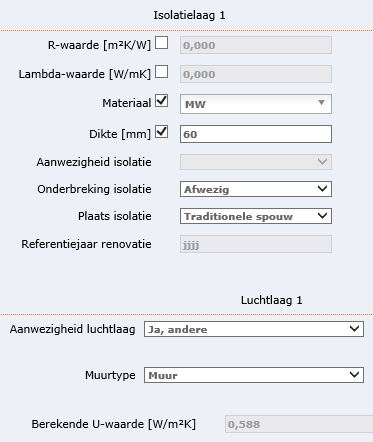 Isolatielaag 1
R-waarde [m²K/W] 0,000
Lambda-waarde [W/mK] 0,000
Materiaal MW
Dikte [mm] 60
Aanwezigheid isolatie
Onderbreking isolatie Afwezig
Plaats isolatie Traditionele spouw
Referentiejaar renovatie jjjj
Luchtlaag 1
Aanwezigheid luchtlaag Ja, andere
Muurtype Muur
Berekende U-waarde [W/m²K] 0,588